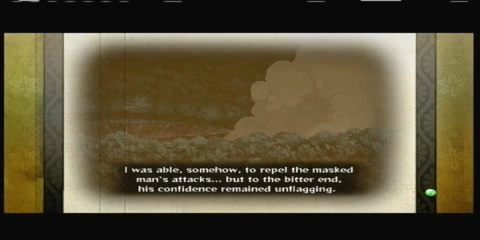 I was able, somehow, to repel the masked
man's attacks... but to the bitter end,
his confidence remained unflagging.